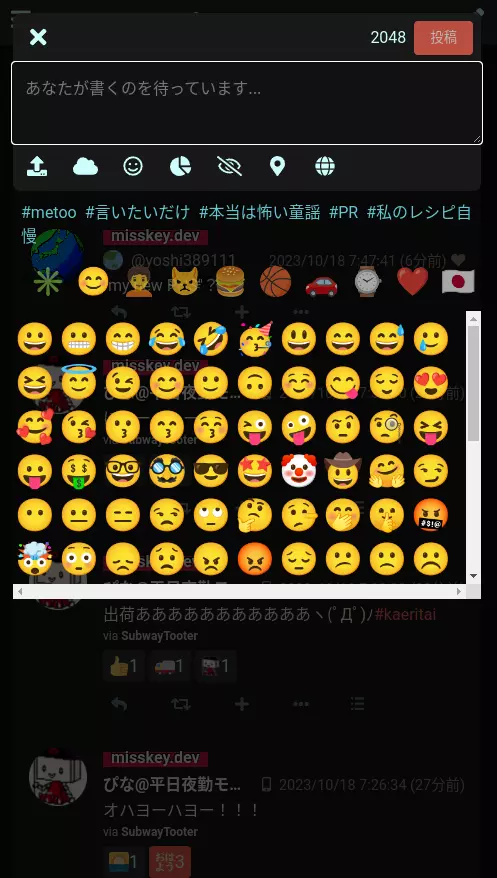 2048 投稿
あなたが書くのを待っています...
#metoo #言いたいだけ #本当は怖い童謡 #PR #私のレシピ自慢
misskey.dev
@yoshi389111 2023/10/18 7:47:41 (6分前)
misskey.dev
via SubwayTooter
出荷ああああああああああああヽ(ﾟДﾟ)ﾉ#kaeritai
via SubwayTooter
1 1 1
misskey.dev
ぴな@平日夜勤モ… 2023/10/18 7:26:34 (27分前)
オハヨーハヨー！！！
via SubwayTooter
1 おはよう 3